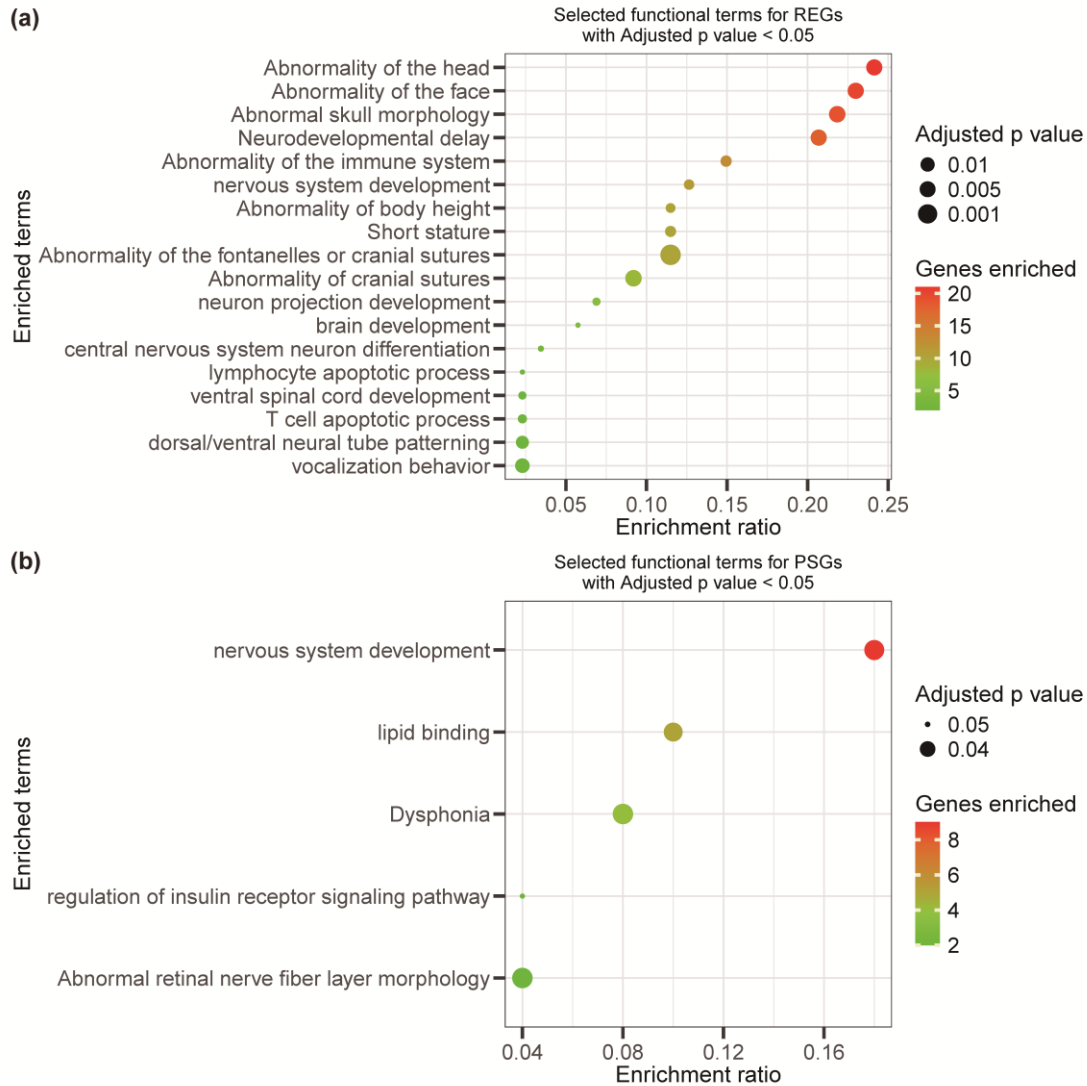 (a)
Selected functional terms for REGs
with Adjusted p value < 0.05
Enriched terms
Abnormality of the head
Abnormality of the face
Abnormal skull morphology
Neurodevelopmental delay
Abnormality of the immune system
nervous system development
Abnormality of body height
Short stature
Abnormality of the fontanelles or cranial sutures
Abnormality of cranial sutures
neuron projection development
brain development
central nervous system neuron differentiation
lymphocyte apoptotic process
ventral spinal cord development
T cell apoptotic process
dorsal/ventral neural tube patterning
vocalization behavior
0.05 0.10 0.15 0.20 0.25
Enrichment ratio
Adjusted p value
0.01
0.005
0.001
Genes enriched
20
15
10
5
(b)
Selected functional terms for PSGs
with Adjusted p value < 0.05
Enriched terms
nervous system development
lipid binding
Dysphonia
regulation of insulin receptor signaling pathway
Abnormal retinal nerve fiber layer morphology
0.04 0.08 0.12 0.16
Enrichment ratio
Adjusted p value
0.05
0.04
Genes enriched
8
6
4
2